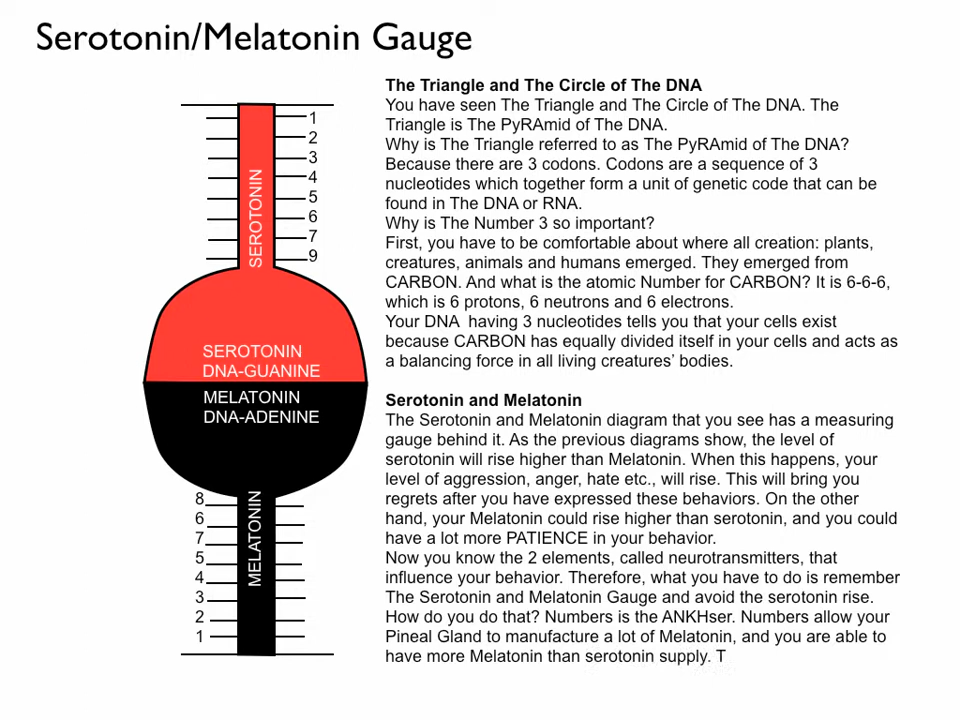 Serotonin/Melatonin Gauge
1
2
3
4
5
6
7
9
SEROTONIN
SEROTONIN
DNA-GUANINE
MELATONIN
DNA-ADENINE
MELATONIN
8
6
7
5
4
3
2
1
The Triangle and The Circle of The DNA
You have seen The Triangle and The Circle of The DNA. The
Triangle is The PyRAmid of The DNA.
Why is The Triangle referred to as The PyRAmid of The DNA?
Because there are 3 codons. Codons are a sequence of 3
nucleotides which together form a unit of genetic code that can be
found in The DNA or RNA.
Why is The Number 3 so important?
First, you have to be comfortable about where all creation: plants,
creatures, animals and humans emerged. They emerged from
CARBON. And what is the atomic Number for CARBON? It is 6-6-6,
which is 6 protons, 6 neutrons and 6 electrons.
Your DNA  having 3 nucleotides tells you that your cells exist
because CARBON has equally divided itself in your cells and acts as
a balancing force in all living creatures' bodies.
Serotonin and Melatonin
The Serotonin and Melatonin diagram that you see has a measuring
gauge behind it. As the previous diagrams show, the level of
serotonin will rise higher than Melatonin. When this happens, your
level of aggression, anger, hate etc., will rise. This will bring you
regrets after you have expressed these behaviors. On the other
hand, your Melatonin could rise higher than serotonin, and you could
have a lot more PATIENCE in your behavior.
Now you know the 2 elements, called neurotransmitters, that
influence your behavior. Therefore, what you have to do is remember
The Serotonin and Melatonin Gauge and avoid the serotonin rise.
How do you do that? Numbers is the ANKHser. Numbers allow your
Pineal Gland to manufacture a lot of Melatonin, and you are able to
have more Melatonin than serotonin supply. T